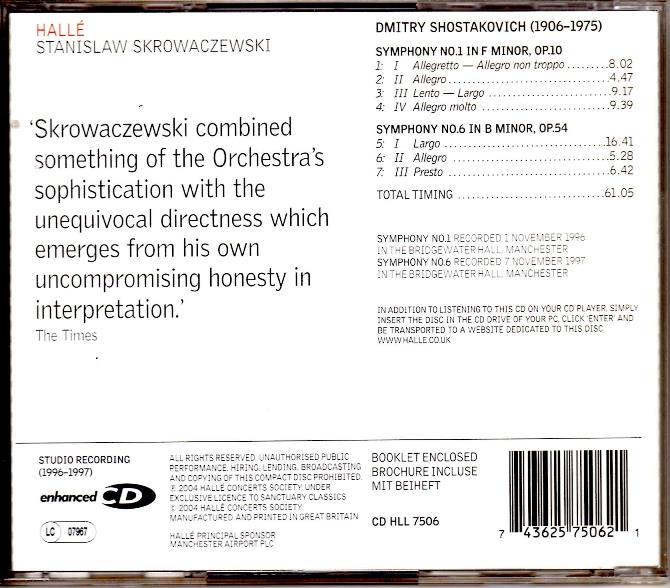 HALLÉ
STANISLAW SKROWACZEWSKI
'Skrowaczewski combined
something of the Orchestra's
sophistication with the
unequivocal directness which
emerges from his own
uncompromising honesty in
interpretation.'
The Times
DMITRY SHOSTAKOVICH (1906–1975)
SYMPHONY NO.1 IN F MINOR, OP.10
1: I Allegretto — Allegro non troppo ..........8.02
2: II Allegro ..........4.47
3: III Lento — Largo ..........9.17
4: IV Allegro molto ..........9.39
SYMPHONY NO.6 IN B MINOR, OP.54
5: I Largo ..........16.41
6: II Allegro ..........5.28
7: III Presto ..........6.42
TOTAL TIMING ..........61.05
SYMPHONY NO.1 RECORDED 1 NOVEMBER 1996
IN THE BRIDGEWATER HALL, MANCHESTER
SYMPHONY NO.6 RECORDED 7 NOVEMBER 1997
IN THE BRIDGEWATER HALL, MANCHESTER
IN ADDITION TO LISTENING TO THIS CD ON YOUR CD PLAYER, SIMPLY
INSERT THE DISC IN THE CD DRIVE OF YOUR PC, CLICK 'ENTER' AND
BE TRANSPORTED TO A WEBSITE DEDICATED TO THIS DISC
WWW.HALLE.CO.UK
STUDIO RECORDING
(1996–1997)
enhanced CD
LC 07967
ALL RIGHTS RESERVED. UNAUTHORISED PUBLIC
PERFORMANCE, HIRING, LENDING, BROADCASTING
AND COPYING OF THIS COMPACT DISC PROHIBITED.
℗ 2004 HALLÉ CONCERTS SOCIETY UNDER
EXCLUSIVE LICENCE TO SANCTUARY CLASSICS
© 2004 HALLÉ CONCERTS SOCIETY
MANUFACTURED AND PRINTED IN GREAT BRITAIN
HALLÉ PRINCIPAL SPONSOR
MANCHESTER AIRPORT PLC
BOOKLET ENCLOSED
BROCHURE INCLUSE
MIT BEIHEFT
CD HLL 7506
7 43625 75062 1